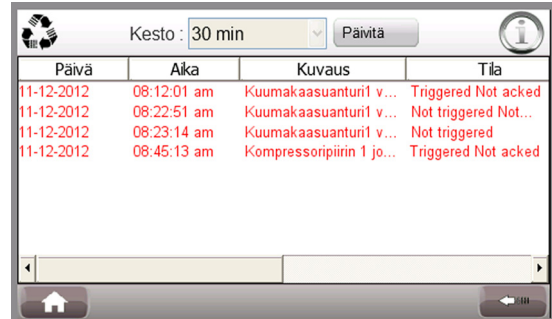 Kesto : 30 min Päivitä
Päivä Aika Kuvaus Tila
11-12-2012 08:12:01 am Kuumakaasuanturi1 v... Triggered Not acked
11-12-2012 08:22:51 am Kuumakaasuanturi1 v... Not triggered Not...
11-12-2012 08:23:14 am Kuumakaasuanturi1 v... Not triggered
11-12-2012 08:45:13 am Kompressoripiirin 1 jo... Triggered Not acked